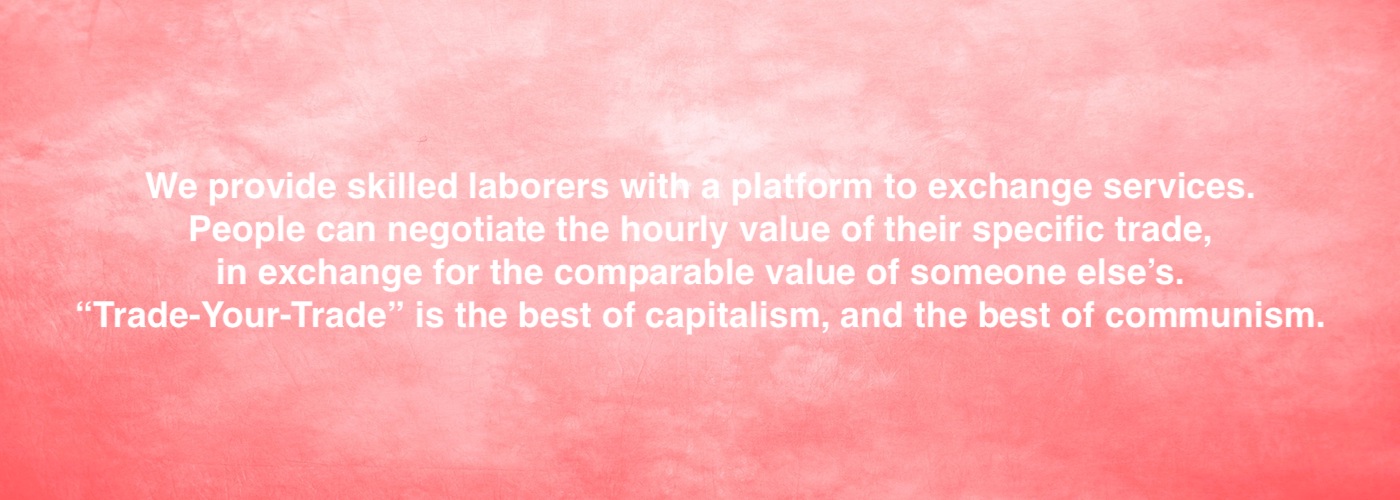 We provide skilled laborers with a platform to exchange services.
People can negotiate the hourly value of their specific trade,
in exchange for the comparable value of someone else’s.
“Trade-Your-Trade” is the best of capitalism, and the best of communism.